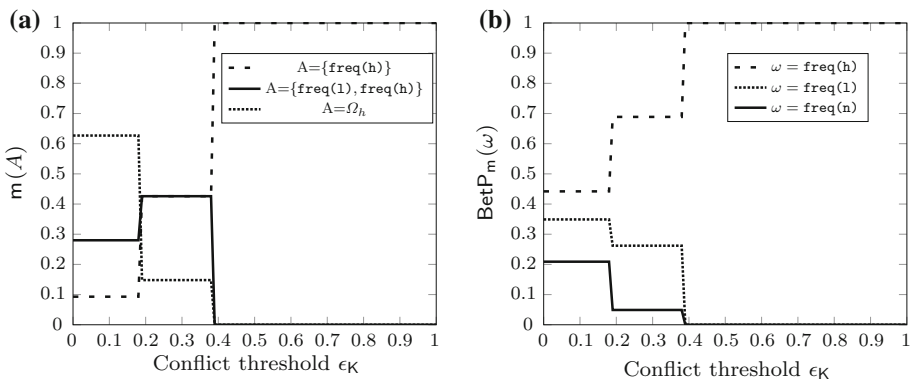 (a)
1
0.9
0.8
0.7
0.6
0.5
0.4
0.3
0.2
0.1
0
m(A)
A={freq(h)}
A={freq(l),freq(h)}
A=Ωh
0 0.1 0.2 0.3 0.4 0.5 0.6 0.7 0.8 0.9 1
Conflict threshold ϵK
(b)
1
0.9
0.8
0.7
0.6
0.5
0.4
0.3
0.2
0.1
0
BetPm(ω)
ω = freq(h)
ω = freq(l)
ω = freq(n)
0 0.1 0.2 0.3 0.4 0.5 0.6 0.7 0.8 0.9 1
Conflict threshold ϵK